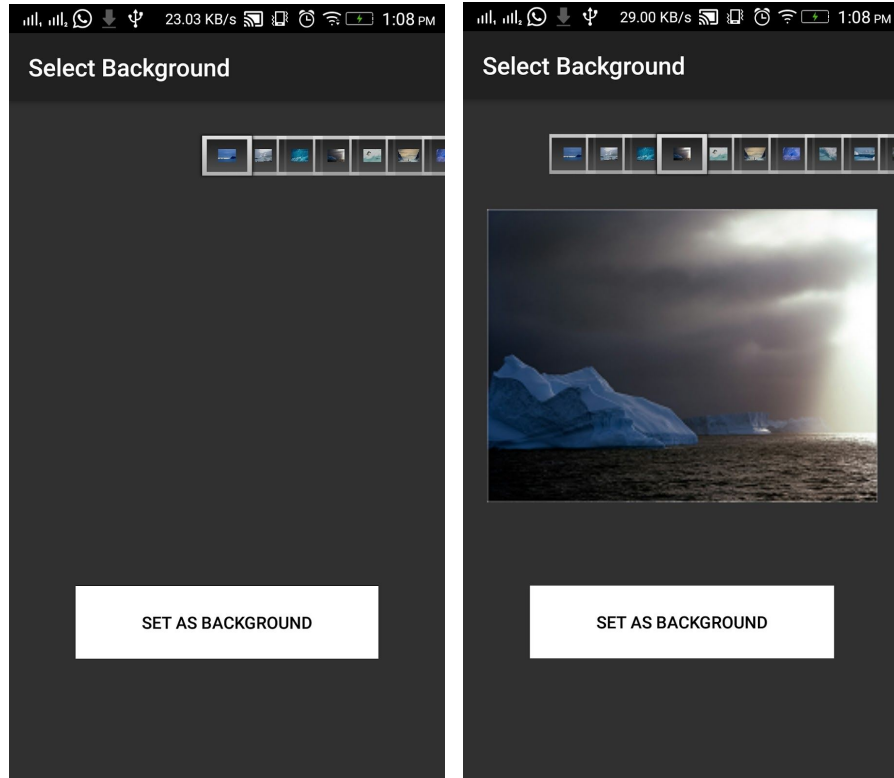 23.03 KB/s 1:08 PM
Select Background
SET AS BACKGROUND
29.00 KB/s 1:08 PM
Select Background
SET AS BACKGROUND